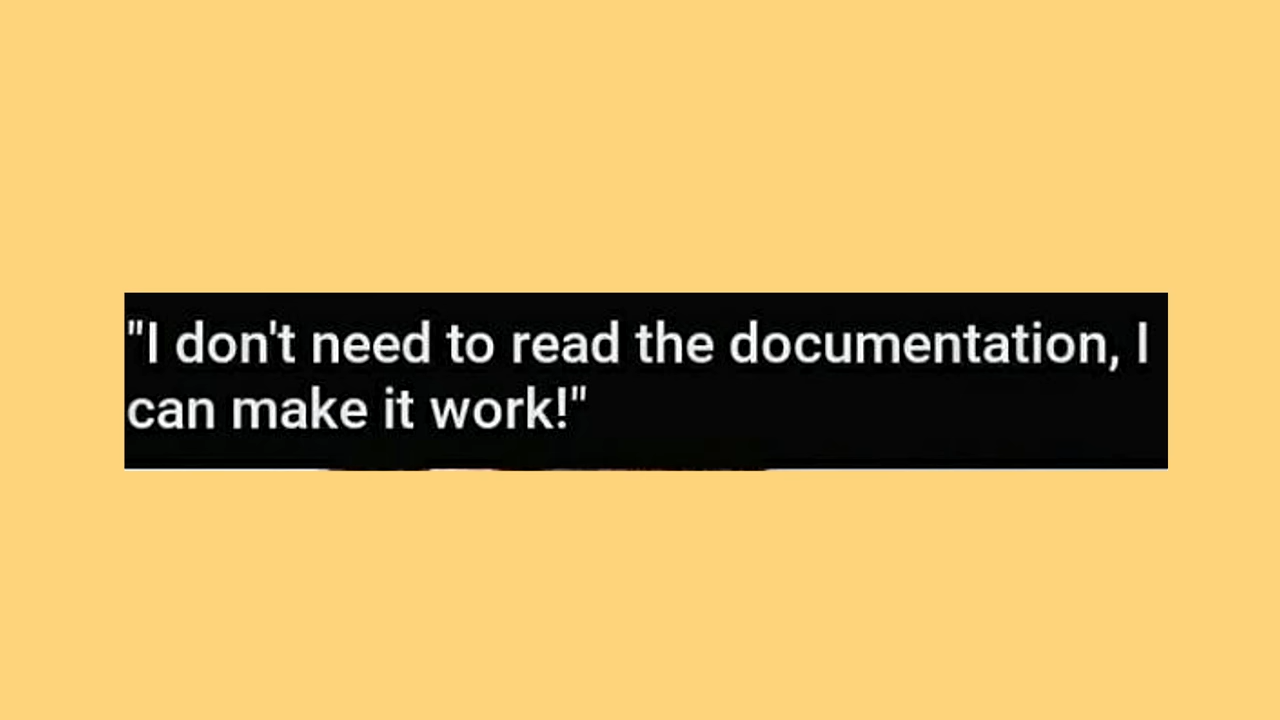 "I don't need to read the documentation, I
can make it work!"